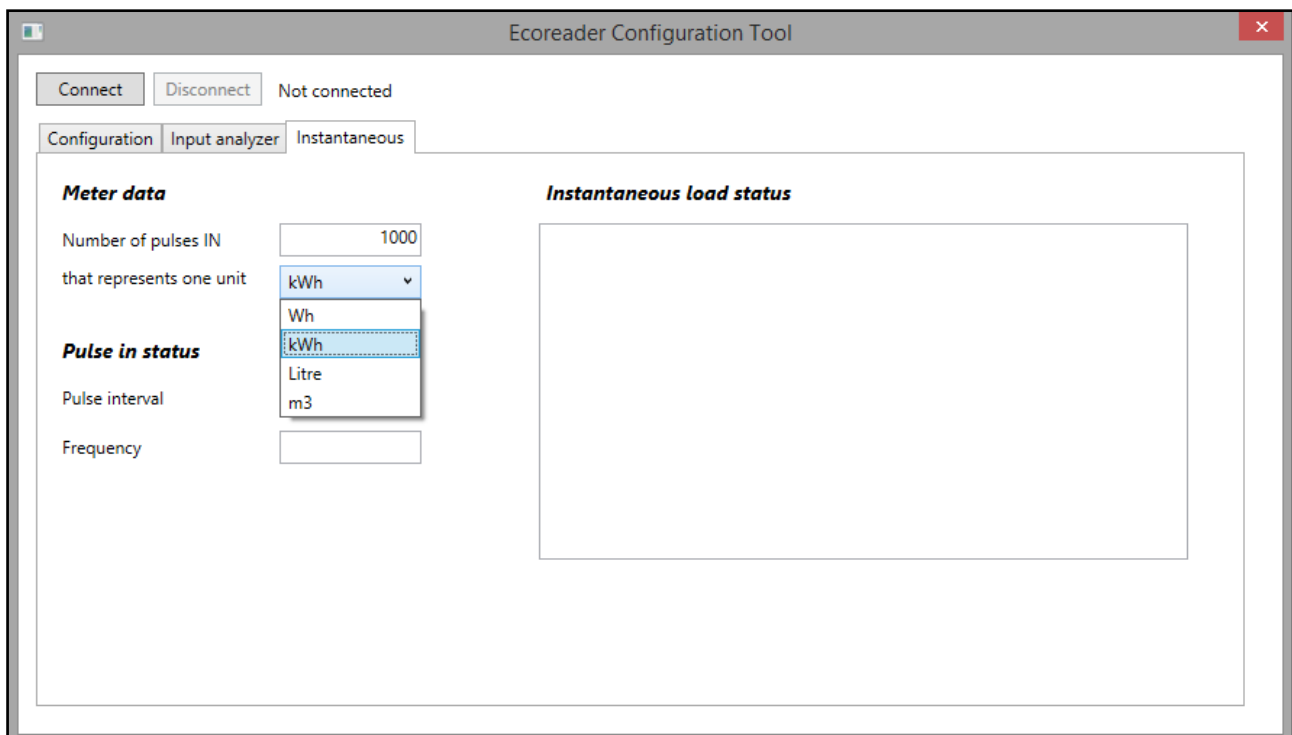 Ecoreader Configuration Tool
Connect
Disconnect
Not connected
Configuration
Input analyzer
Instantaneous
Meter data
Number of pulses IN
1000
that represents one unit
kWh
Wh
kWh
Litre
m3
Pulse in status
Pulse interval
Frequency
Instantaneous load status